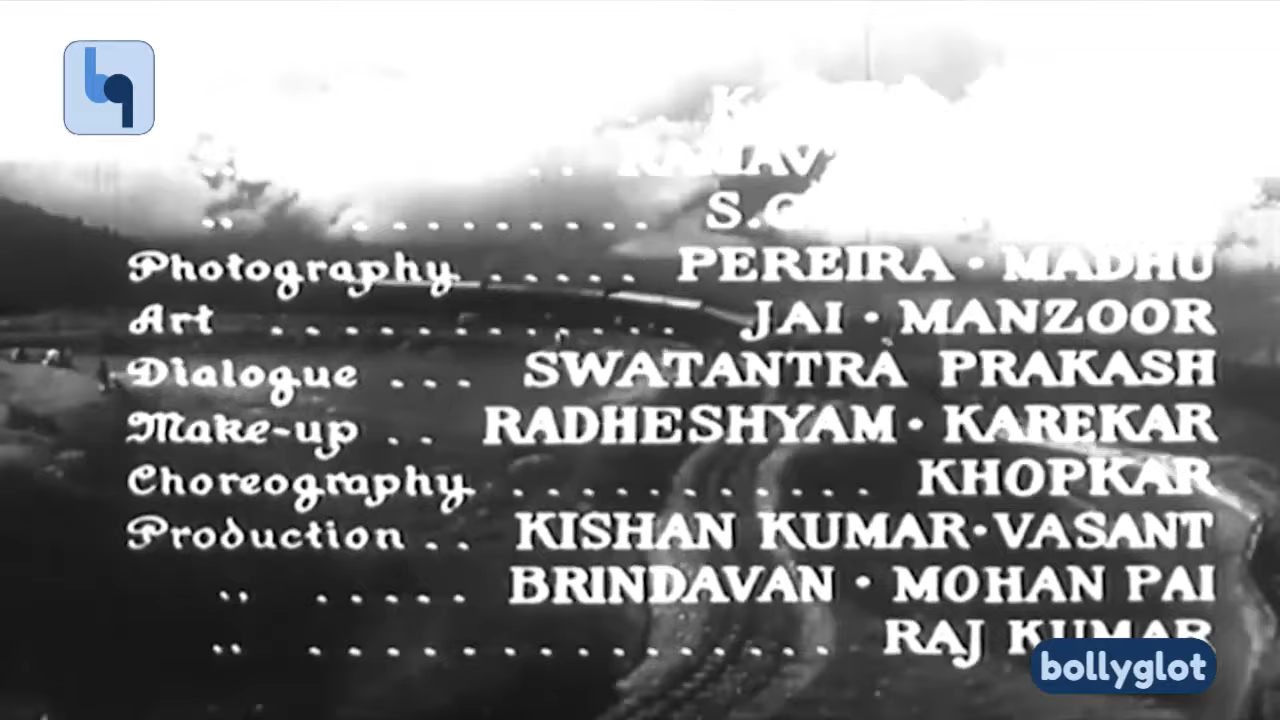 .. . . . . . . . . S.
Photography . . . . . PEREIRA • MADHU
Art . . . . . . . . . . . . . JAI • MANZOOR
Dialogue . . . SWATANTRA PRAKASH
Make-up . . RADHESHYAM • KAREKAR
Choreography . . . . . . . . . . . KHOPKAR
Production . . KISHAN KUMAR • VASANT
.. . . . . . BRINDAVAN • MOHAN PAI
.. . . . . . . . . . . . . . . . RAJ KUMAR
bollyglot